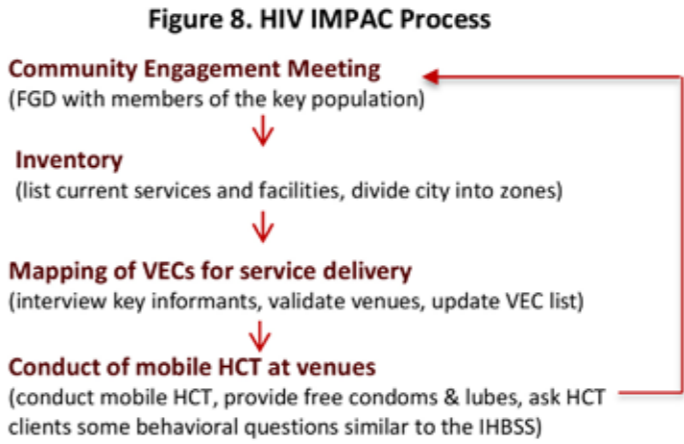 Figure 8. HIV IMPAC Process
Community Engagement Meeting
(FGD with members of the key population)
Inventory
(list current services and facilities, divide city into zones)
Mapping of VECs for service delivery
(interview key informants, validate venues, update VEC list)
Conduct of mobile HCT at venues
(conduct mobile HCT, provide free condoms & lubes, ask HCT
clients some behavioral questions similar to the IHBSS)